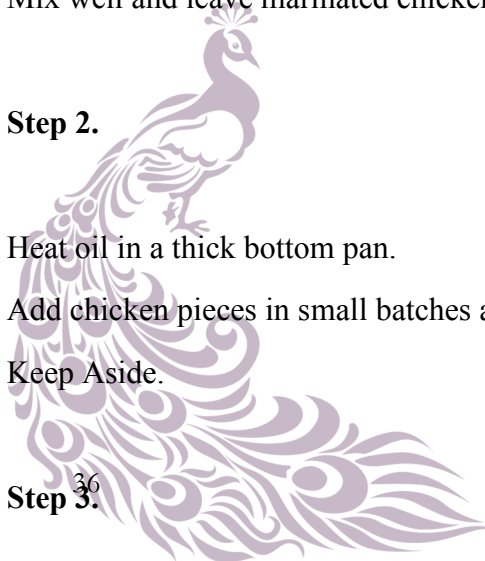 Mix well and leave marinated chicken
Step 2.
Heat oil in a thick bottom pan.
Add chicken pieces in small batches a
Keep Aside.
36
Step 3.